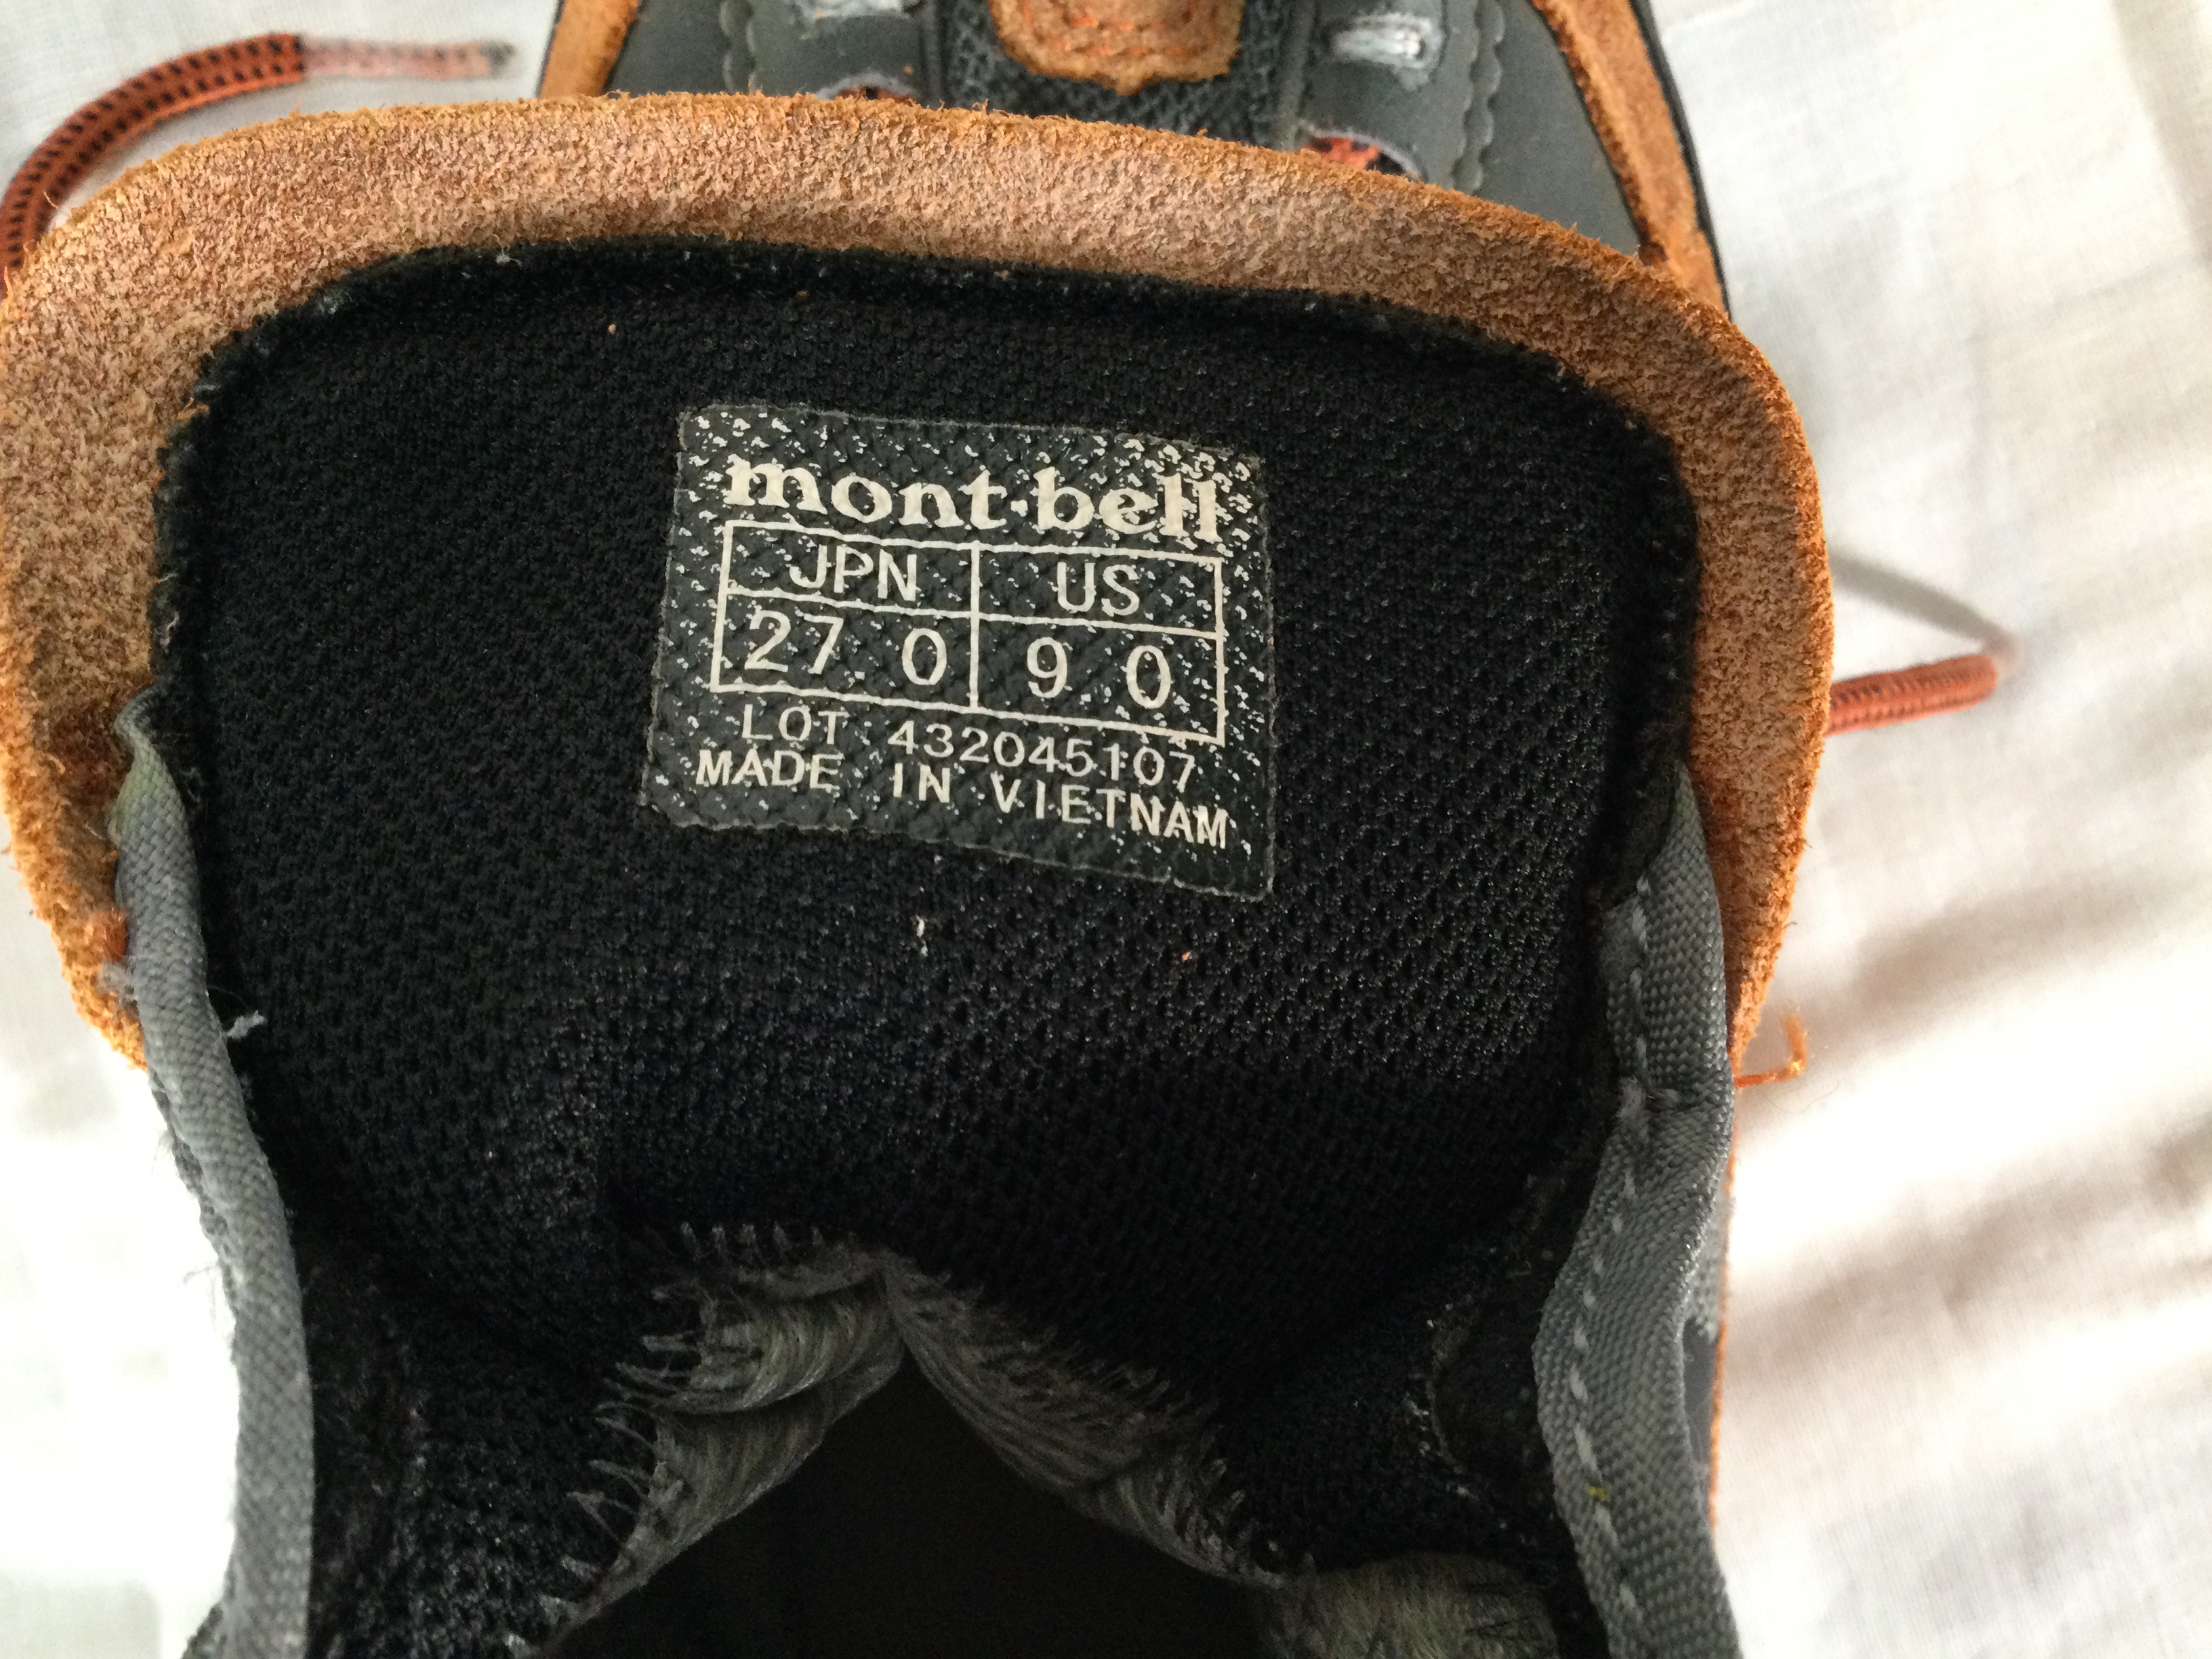 mont·bell
JPN US
27.0 9.0
LOT 432045107
MADE IN VIETNAM